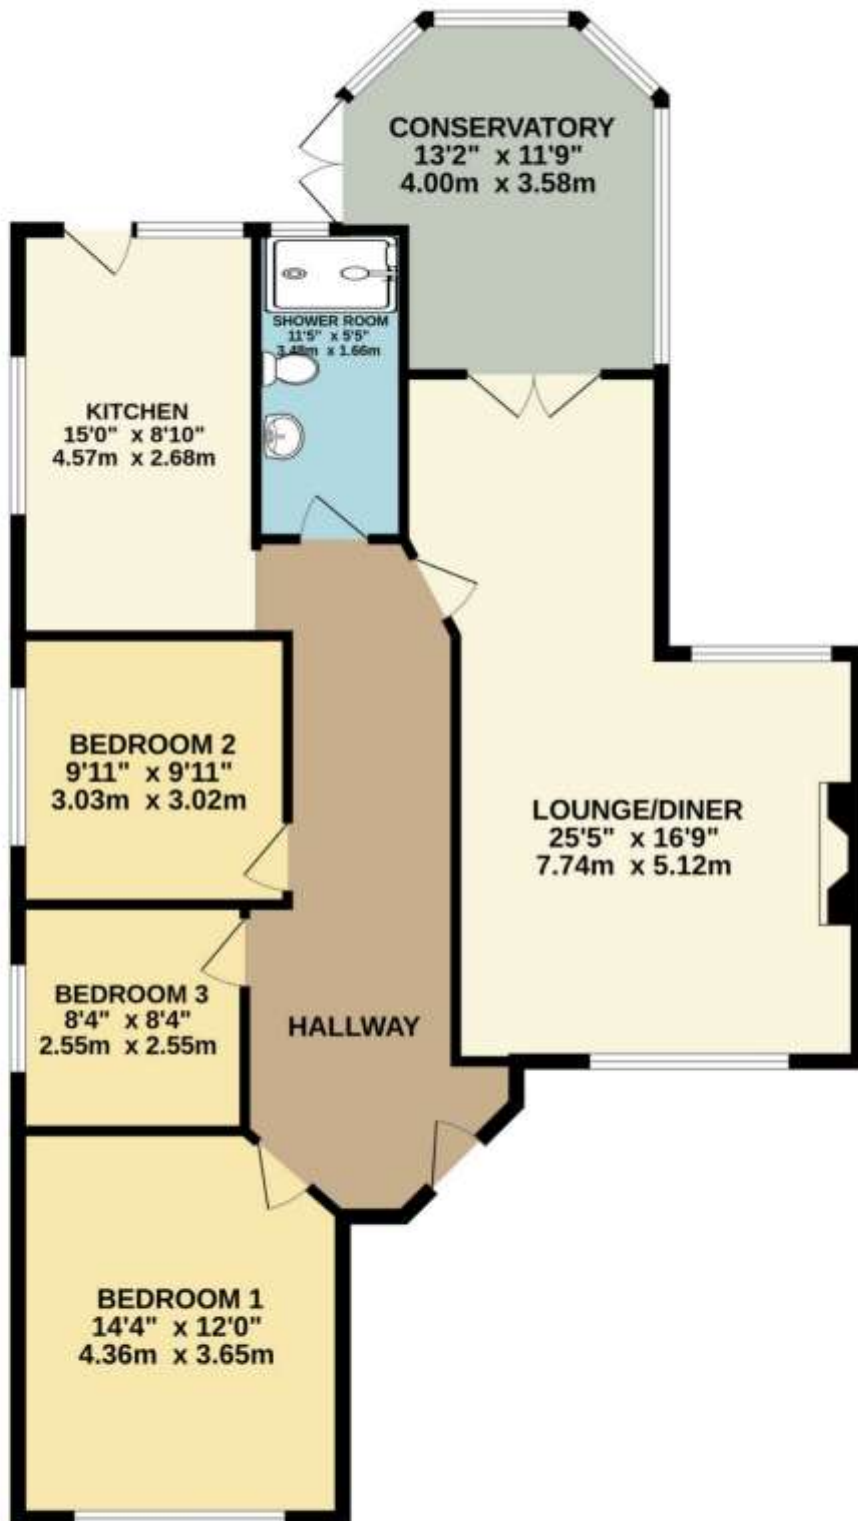 CONSERVATORY
13'2" x 11'9"
4.00m x 3.58m
SHOWER ROOM
11'5" x 5'5"
3.48m x 1.66m
KITCHEN
15'0" x 8'10"
4.57m x 2.68m
BEDROOM 2
9'11" x 9'11"
3.03m x 3.02m
LOUNGE/DINER
25'5" x 16'9"
7.74m x 5.12m
BEDROOM 3
8'4" x 8'4"
2.55m x 2.55m
HALLWAY
BEDROOM 1
14'4" x 12'0"
4.36m x 3.65m